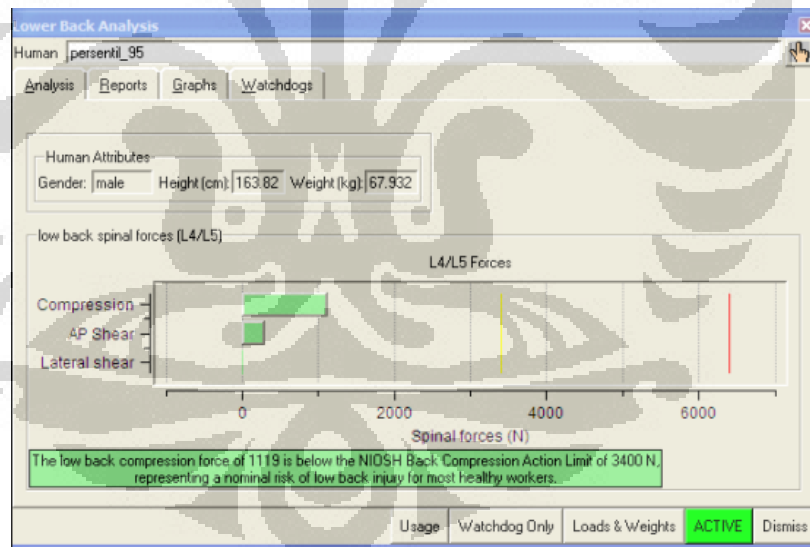 Lower Back Analysis
Human persentil_95
Analysis Reports Graphs Watchdogs
Human Attributes
Gender: male Height (cm): 163.82 Weight (kg): 67.932
low back spinal forces (L4/L5)
L4/L5 Forces
Compression
AP Shear
Lateral shear
0 2000 4000 6000
Spinal forces (N)
The low back compression force of 1119 is below the NIOSH Back Compression Action Limit of 3400 N,
representing a nominal risk of low back injury for most healthy workers.
Usage Watchdog Only Loads & Weights ACTIVE Dismiss